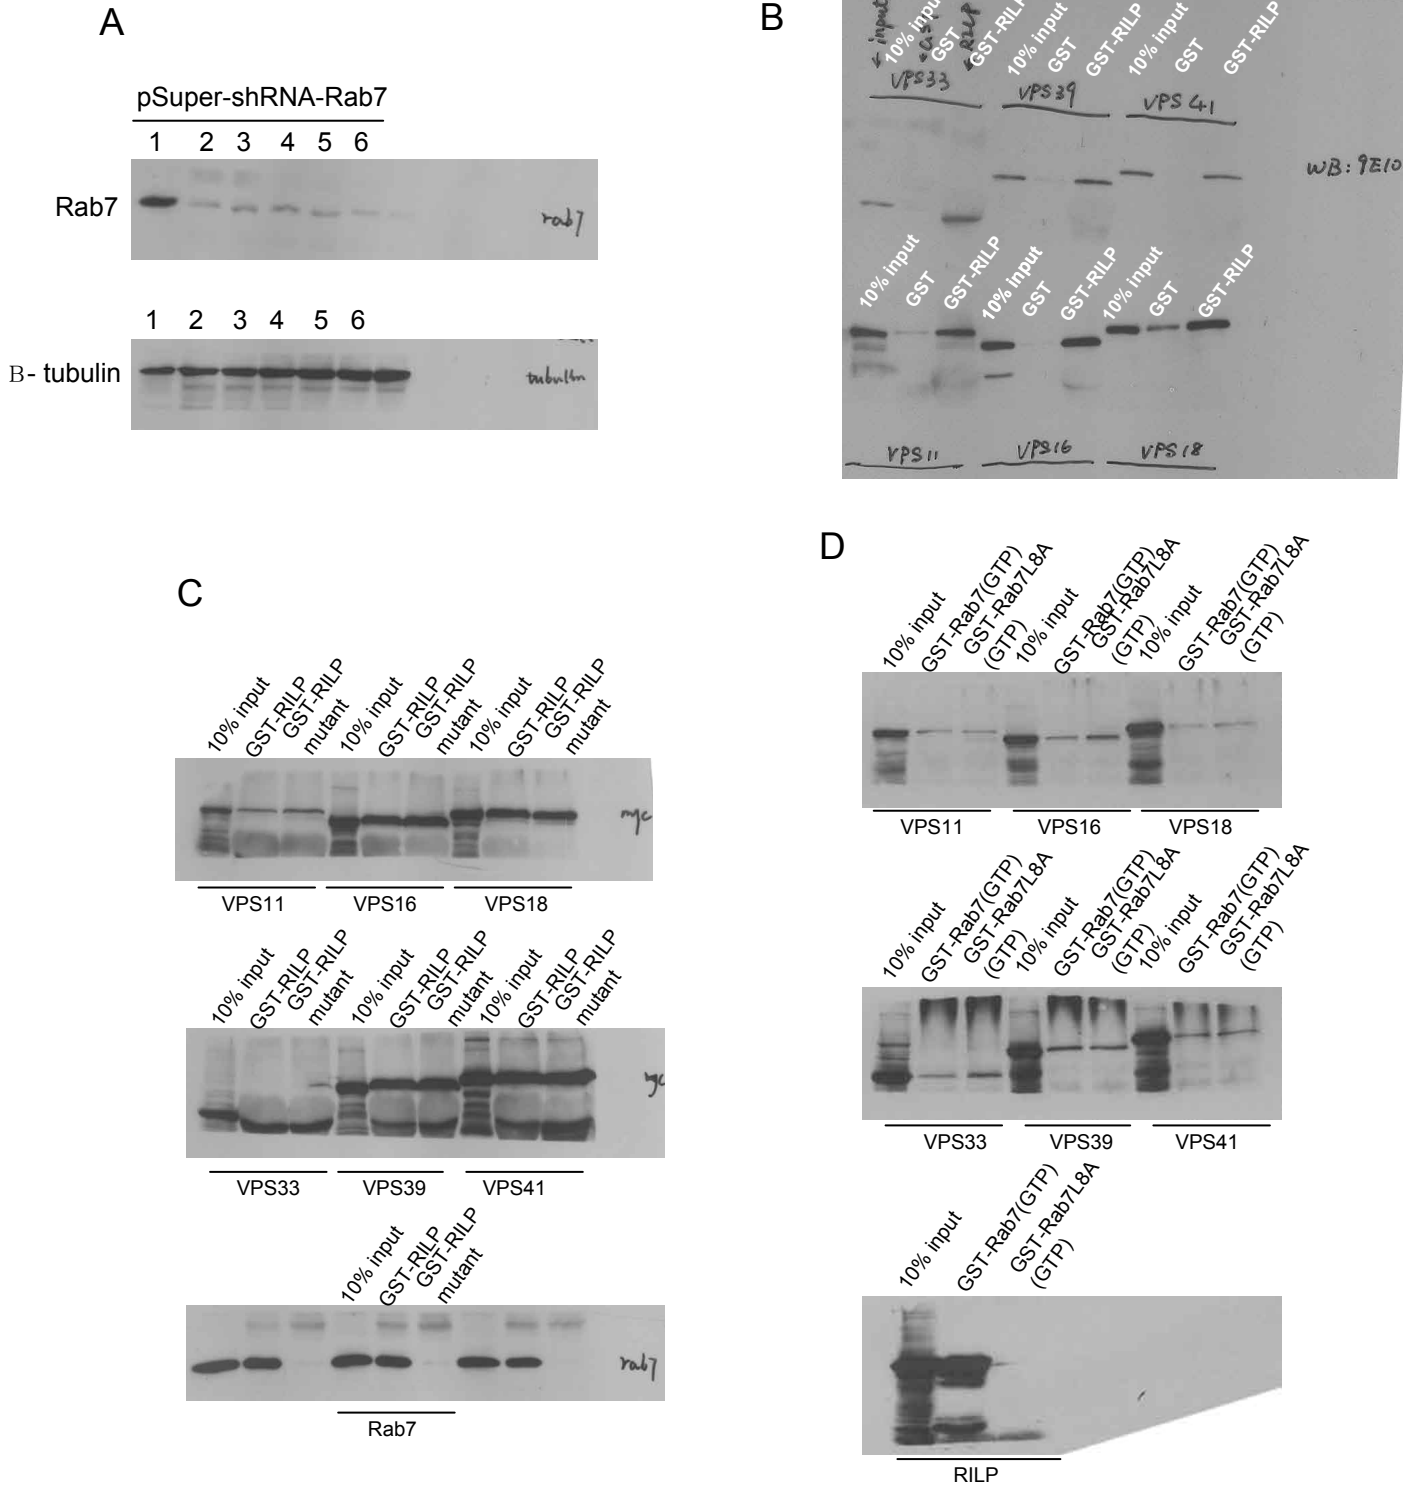 A
pSuper-shRNA-Rab7
1 2 3 4 5 6
Rab7
rab7
1 2 3 4 5 6
B- tubulin
tubulin
B
input
RILP
10% input GST GST-RILP 10% input GST GST-RILP 10% input GST GST-RILP
VPS33 VPS39 VPS41
WB: 9E10
10% input GST GST-RILP 10% input GST GST-RILP 10% input GST GST-RILP
VPS11 VPS16 VPS18
C
10% input GST-RILP GST-RILP mutant 10% input GST-RILP GST-RILP mutant 10% input GST-RILP GST-RILP mutant
myc
VPS11 VPS16 VPS18
10% input GST-RILP GST-RILP mutant 10% input GST-RILP GST-RILP mutant 10% input GST-RILP GST-RILP mutant
VPS33 VPS39 VPS41
10% input GST-RILP GST-RILP mutant
rab7
Rab7
D
10% input GST-Rab7(GTP) GST-Rab7L8A (GTP) 10% input GST-Rab7(GTP) GST-Rab7L8A (GTP) 10% input GST-Rab7(GTP) GST-Rab7L8A (GTP)
VPS11 VPS16 VPS18
10% input GST-Rab7(GTP) GST-Rab7L8A (GTP) 10% input GST-Rab7(GTP) GST-Rab7L8A (GTP) 10% input GST-Rab7(GTP) GST-Rab7L8A (GTP)
VPS33 VPS39 VPS41
10% input GST-Rab7(GTP) GST-Rab7L8A (GTP)
RILP